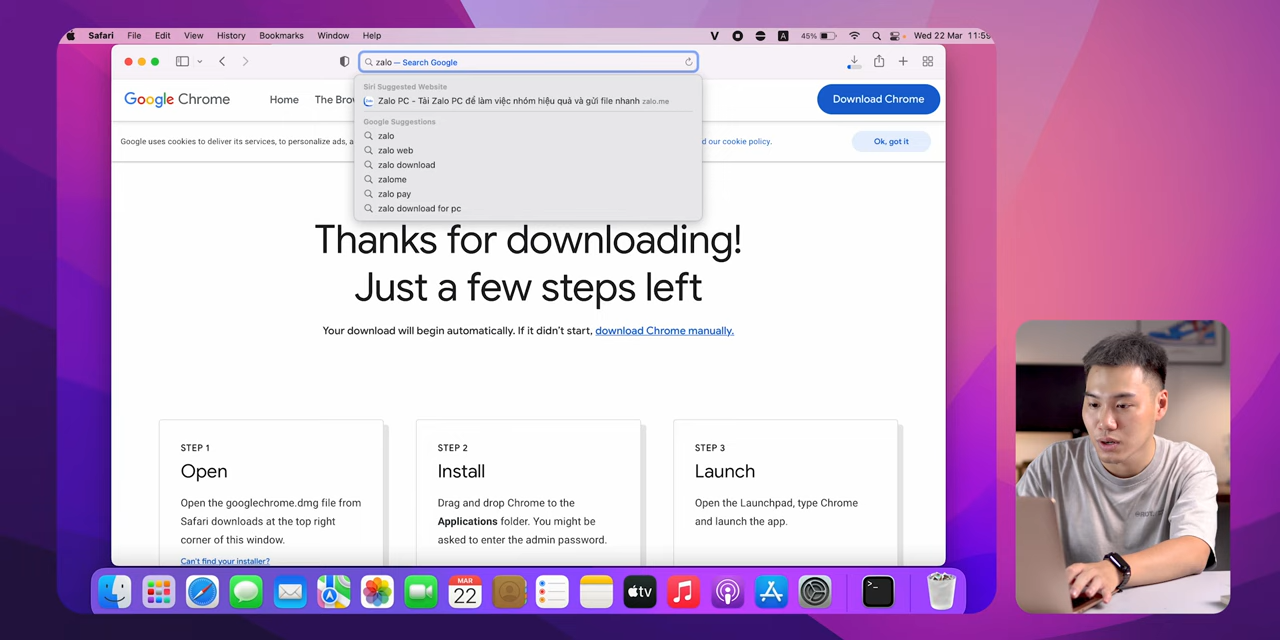 Safari File Edit View History Bookmarks Window Help 45% Wed 22 Mar 11:59
zalo — Search Google
Siri Suggested Website
Zalo PC - Tải Zalo PC để làm việc nhóm hiệu quả và gửi file nhanh zalo.me
Google Suggestions
zalo
zalo web
zalo download
zalome
zalo pay
zalo download for pc
Google Chrome Home The Brow Download Chrome
Google uses cookies to deliver its services, to personalize ads, a d our cookie policy. Ok, got it
Thanks for downloading!
Just a few steps left
Your download will begin automatically. If it didn't start, download Chrome manually.
STEP 1
Open
Open the googlechrome.dmg file from
Safari downloads at the top right
corner of this window.
Can't find your installer?
STEP 2
Install
Drag and drop Chrome to the
Applications folder. You might be
asked to enter the admin password.
STEP 3
Launch
Open the Launchpad, type Chrome
and launch the app.
MAR
22
tv